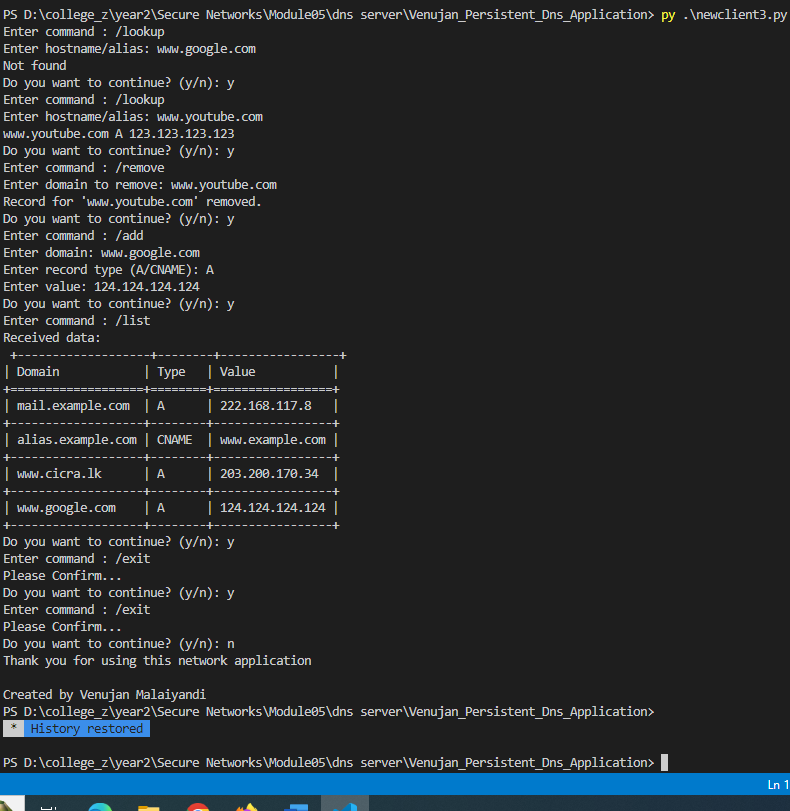 PS D:\college_z\year2\Secure Networks\Module05\dns server\Venujan_Persistent_Dns_Application> py .\newclient3.py
Enter command : /lookup
Enter hostname/alias: www.google.com
Not found
Do you want to continue? (y/n): y
Enter command : /lookup
Enter hostname/alias: www.youtube.com
www.youtube.com A 123.123.123.123
Do you want to continue? (y/n): y
Enter command : /remove
Enter domain to remove: www.youtube.com
Record for 'www.youtube.com' removed.
Do you want to continue? (y/n): y
Enter command : /add
Enter domain: www.google.com
Enter record type (A/CNAME): A
Enter value: 124.124.124.124
Do you want to continue? (y/n): y
Enter command : /list
Received data:
 +-------------------+--------+-----------------+
| Domain            | Type   | Value           |
+===================+========+=================+
| mail.example.com  | A      | 222.168.117.8   |
+-------------------+--------+-----------------+
| alias.example.com | CNAME  | www.example.com |
+-------------------+--------+-----------------+
| www.cicra.lk      | A      | 203.200.170.34  |
+-------------------+--------+-----------------+
| www.google.com    | A      | 124.124.124.124 |
+-------------------+--------+-----------------+
Do you want to continue? (y/n): y
Enter command : /exit
Please Confirm...
Do you want to continue? (y/n): y
Enter command : /exit
Please Confirm...
Do you want to continue? (y/n): n
Thank you for using this network application
Created by Venujan Malaiyandi
PS D:\college_z\year2\Secure Networks\Module05\dns server\Venujan_Persistent_Dns_Application>
* History restored
PS D:\college_z\year2\Secure Networks\Module05\dns server\Venujan_Persistent_Dns_Application>
Ln 1